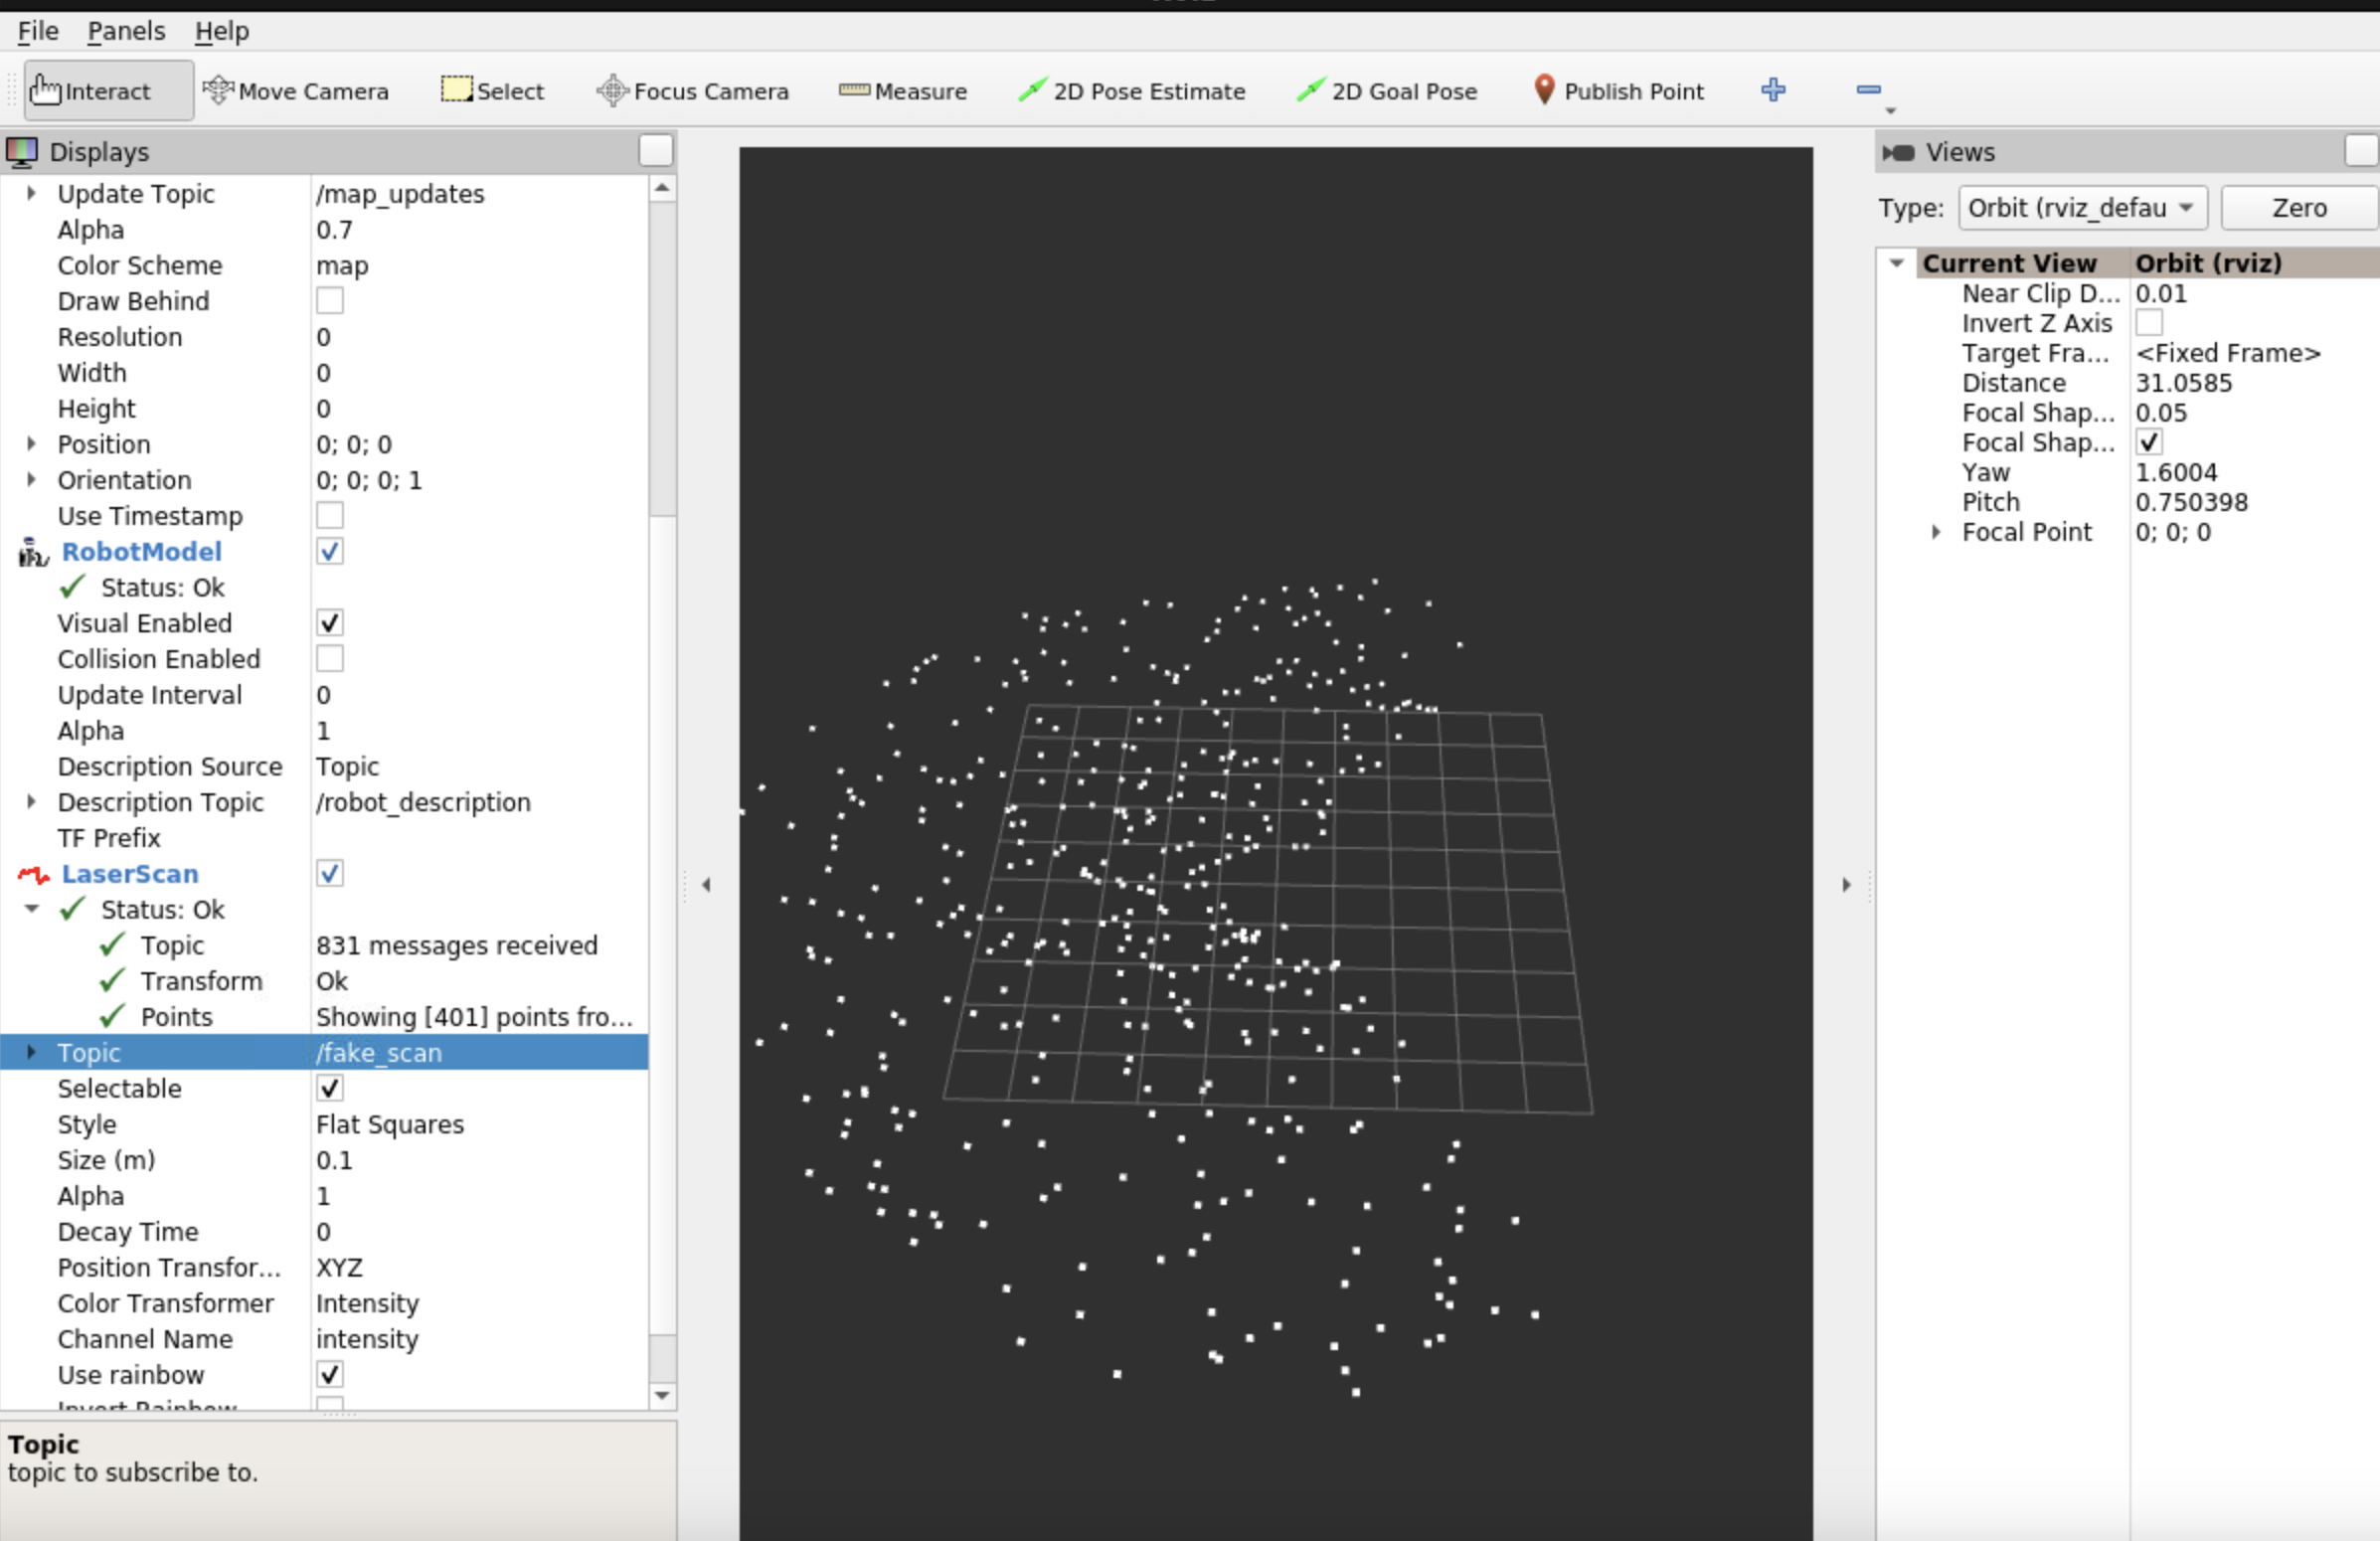 File Panels Help
Interact Move Camera Select Focus Camera Measure 2D Pose Estimate 2D Goal Pose Publish Point
Displays
Update Topic /map_updates
Alpha 0.7
Color Scheme map
Draw Behind
Resolution 0
Width 0
Height 0
Position 0; 0; 0
Orientation 0; 0; 0; 1
Use Timestamp
RobotModel
Status: Ok
Visual Enabled
Collision Enabled
Update Interval 0
Alpha 1
Description Source Topic
Description Topic /robot_description
TF Prefix
LaserScan
Status: Ok
Topic 831 messages received
Transform Ok
Points Showing [401] points fro...
Topic /fake_scan
Selectable
Style Flat Squares
Size (m) 0.1
Alpha 1
Decay Time 0
Position Transfor... XYZ
Color Transformer Intensity
Channel Name intensity
Use rainbow
Invert Rainbow
Topic
topic to subscribe to.
Views
Type: Orbit (rviz_defau Zero
Current View Orbit (rviz)
Near Clip D... 0.01
Invert Z Axis
Target Fra... <Fixed Frame>
Distance 31.0585
Focal Shap... 0.05
Focal Shap...
Yaw 1.6004
Pitch 0.750398
Focal Point 0; 0; 0